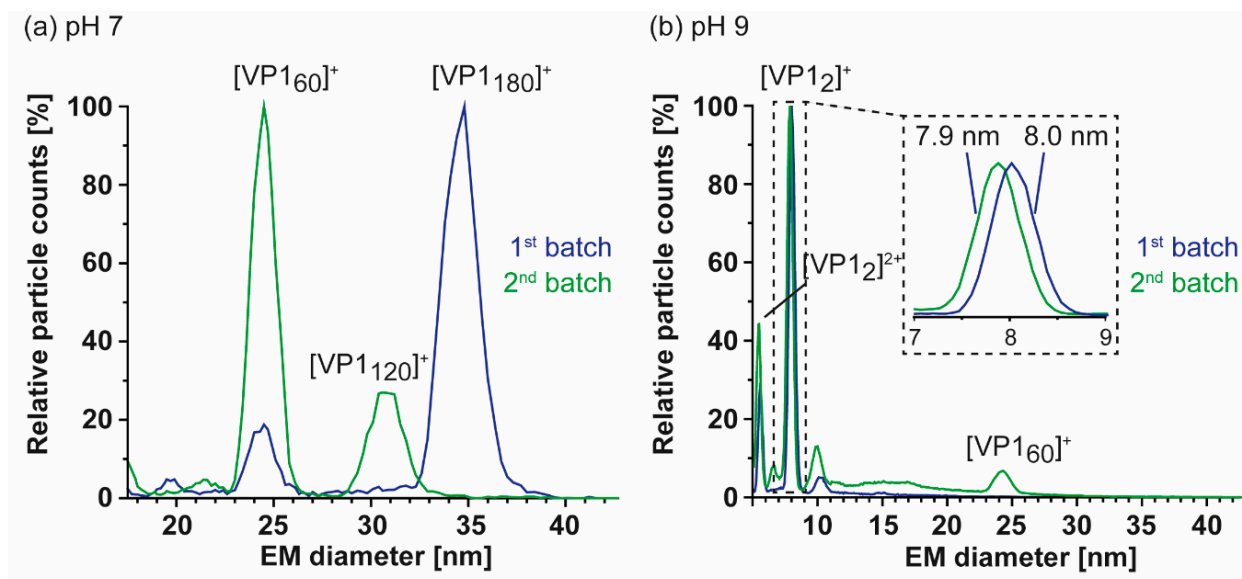 (a) pH 7
[VP1₆₀]⁺
[VP1₁₈₀]⁺
[VP1₁₂₀]⁺
1ˢᵗ batch
2ⁿᵈ batch
Relative particle counts [%]
100
80
60
40
20
0
20
25
30
35
40
EM diameter [nm]
(b) pH 9
[VP1₂]⁺
7.9 nm
8.0 nm
7
8
9
[VP1₂]²⁺
1ˢᵗ batch
2ⁿᵈ batch
[VP1₆₀]⁺
Relative particle counts [%]
100
80
60
40
20
0
10
15
20
25
30
35
40
EM diameter [nm]